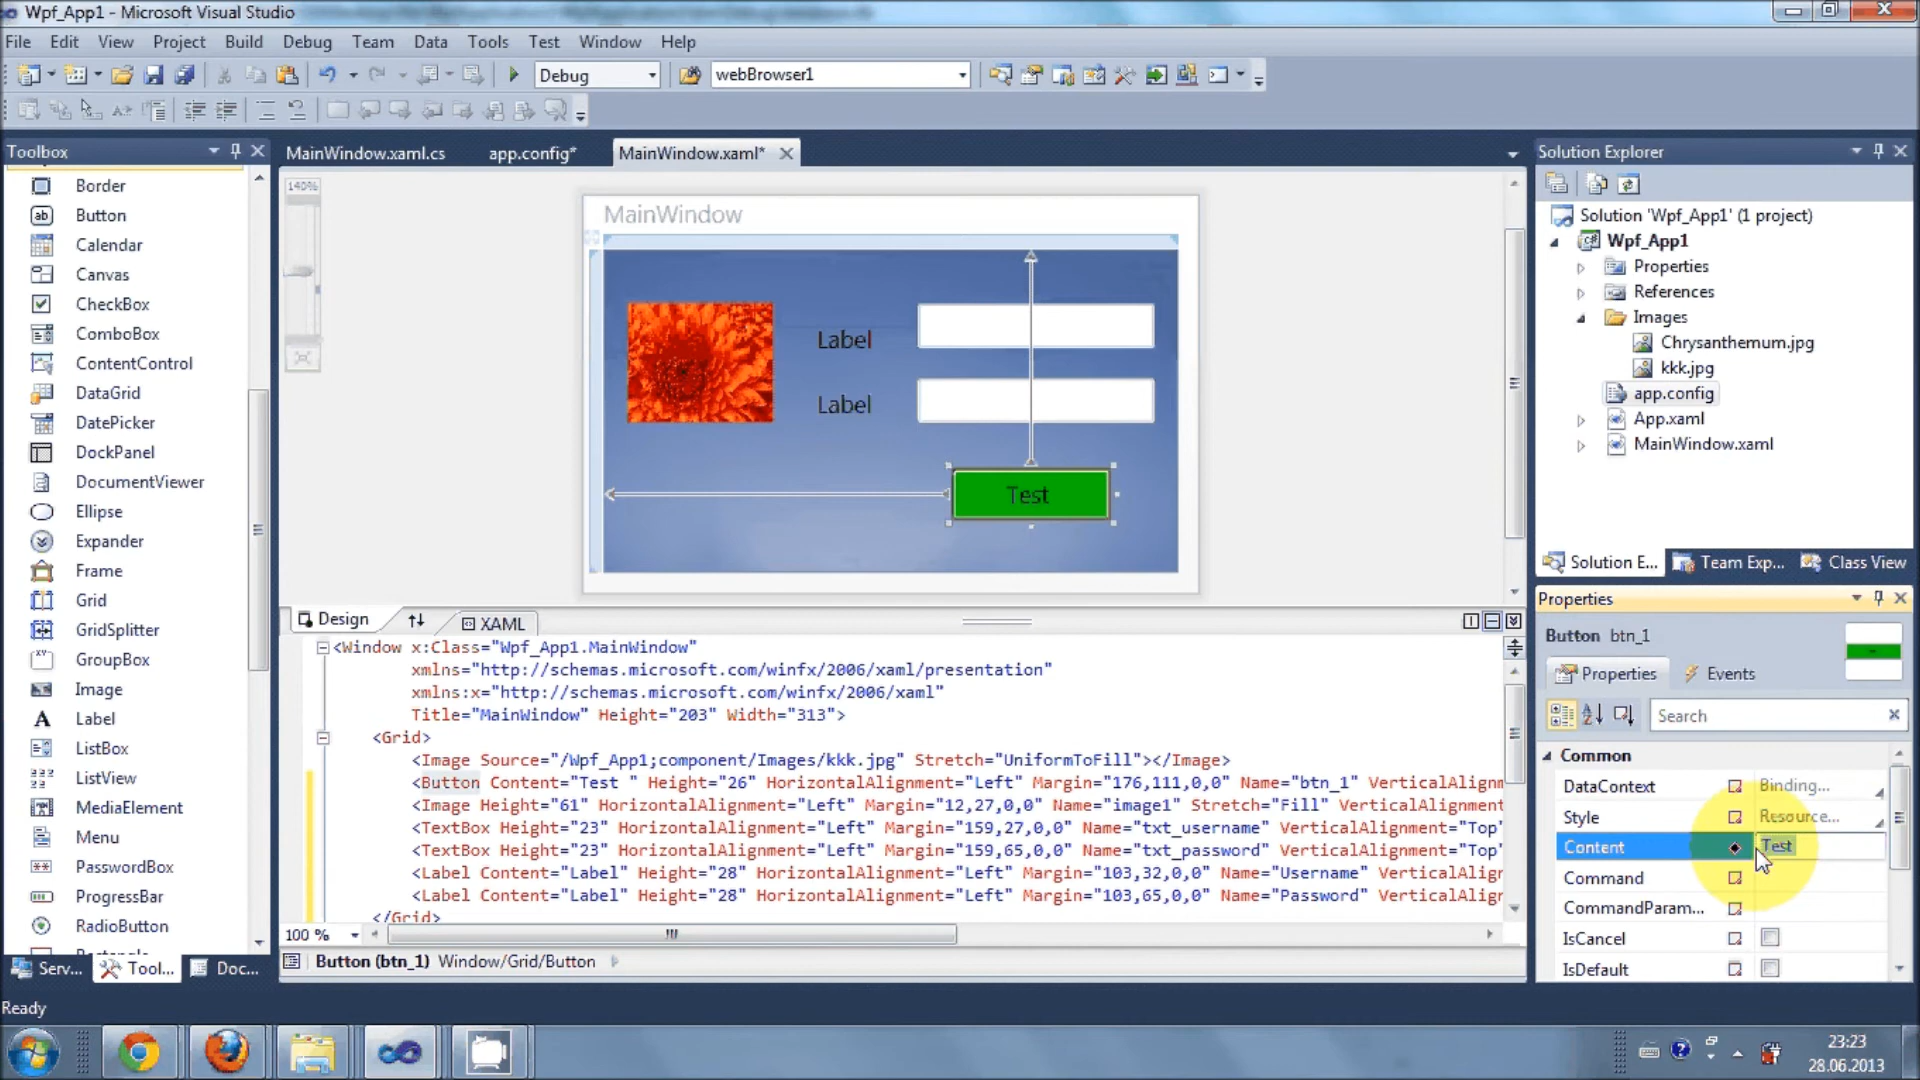 Wpf_App1 - Microsoft Visual Studio
File Edit View Project Build Debug Team Data Tools Test Window Help
Debug
webBrowser1
Toolbox
Border
Button
Calendar
Canvas
CheckBox
ComboBox
ContentControl
DataGrid
DatePicker
DockPanel
DocumentViewer
Ellipse
Expander
Frame
Grid
GridSplitter
GroupBox
Image
Label
ListBox
ListView
MediaElement
Menu
PasswordBox
ProgressBar
RadioButton
Serv... Tool... Doc...
MainWindow.xaml.cs app.config* MainWindow.xaml*
140%
MainWindow
Label
Label
Test
Design XAML
<Window x:Class="Wpf_App1.MainWindow"
xmlns="http://schemas.microsoft.com/winfx/2006/xaml/presentation"
xmlns:x="http://schemas.microsoft.com/winfx/2006/xaml"
Title="MainWindow" Height="203" Width="313">
<Grid>
<Image Source="/Wpf_App1;component/Images/kkk.jpg" Stretch="UniformToFill"></Image>
<Button Content="Test " Height="26" HorizontalAlignment="Left" Margin="176,111,0,0" Name="btn_1" VerticalAlignm
<Image Height="61" HorizontalAlignment="Left" Margin="12,27,0,0" Name="image1" Stretch="Fill" VerticalAlignment
<TextBox Height="23" HorizontalAlignment="Left" Margin="159,27,0,0" Name="txt_username" VerticalAlignment="Top"
<TextBox Height="23" HorizontalAlignment="Left" Margin="159,65,0,0" Name="txt_password" VerticalAlignment="Top"
<Label Content="Label" Height="28" HorizontalAlignment="Left" Margin="103,32,0,0" Name="Username" VerticalAlign
<Label Content="Label" Height="28" HorizontalAlignment="Left" Margin="103,65,0,0" Name="Password" VerticalAlign
</Grid>
100 %
Button (btn_1) Window/Grid/Button
Solution Explorer
Solution 'Wpf_App1' (1 project)
Wpf_App1
Properties
References
Images
Chrysanthemum.jpg
kkk.jpg
app.config
App.xaml
MainWindow.xaml
Solution E... Team Exp... Class View
Properties
Button btn_1
Properties Events
Search
Common
DataContext Binding...
Style Resource...
Content Test
Command
CommandParam...
IsCancel
IsDefault
Ready
23:23
28.06.2013